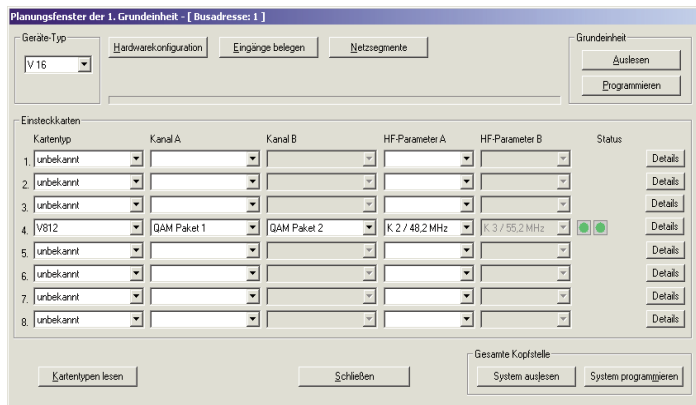 Planungsfenster der 1. Grundeinheit - [ Busadresse: 1 ]
Geräte-Typ
V 16
Hardwarekonfiguration Eingänge belegen Netzsegmente
Grundeinheit
Auslesen
Programmieren
Einsteckkarten
Kartentyp Kanal A Kanal B HF-Parameter A HF-Parameter B Status
1. unbekannt Details
2. unbekannt Details
3. unbekannt Details
4. V812 QAM Paket 1 QAM Paket 2 K 2 / 48,2 MHz K 3 / 55,2 MHz Details
5. unbekannt Details
6. unbekannt Details
7. unbekannt Details
8. unbekannt Details
Kartentypen lesen Schließen
Gesamte Kopfstelle
System auslesen System programmieren